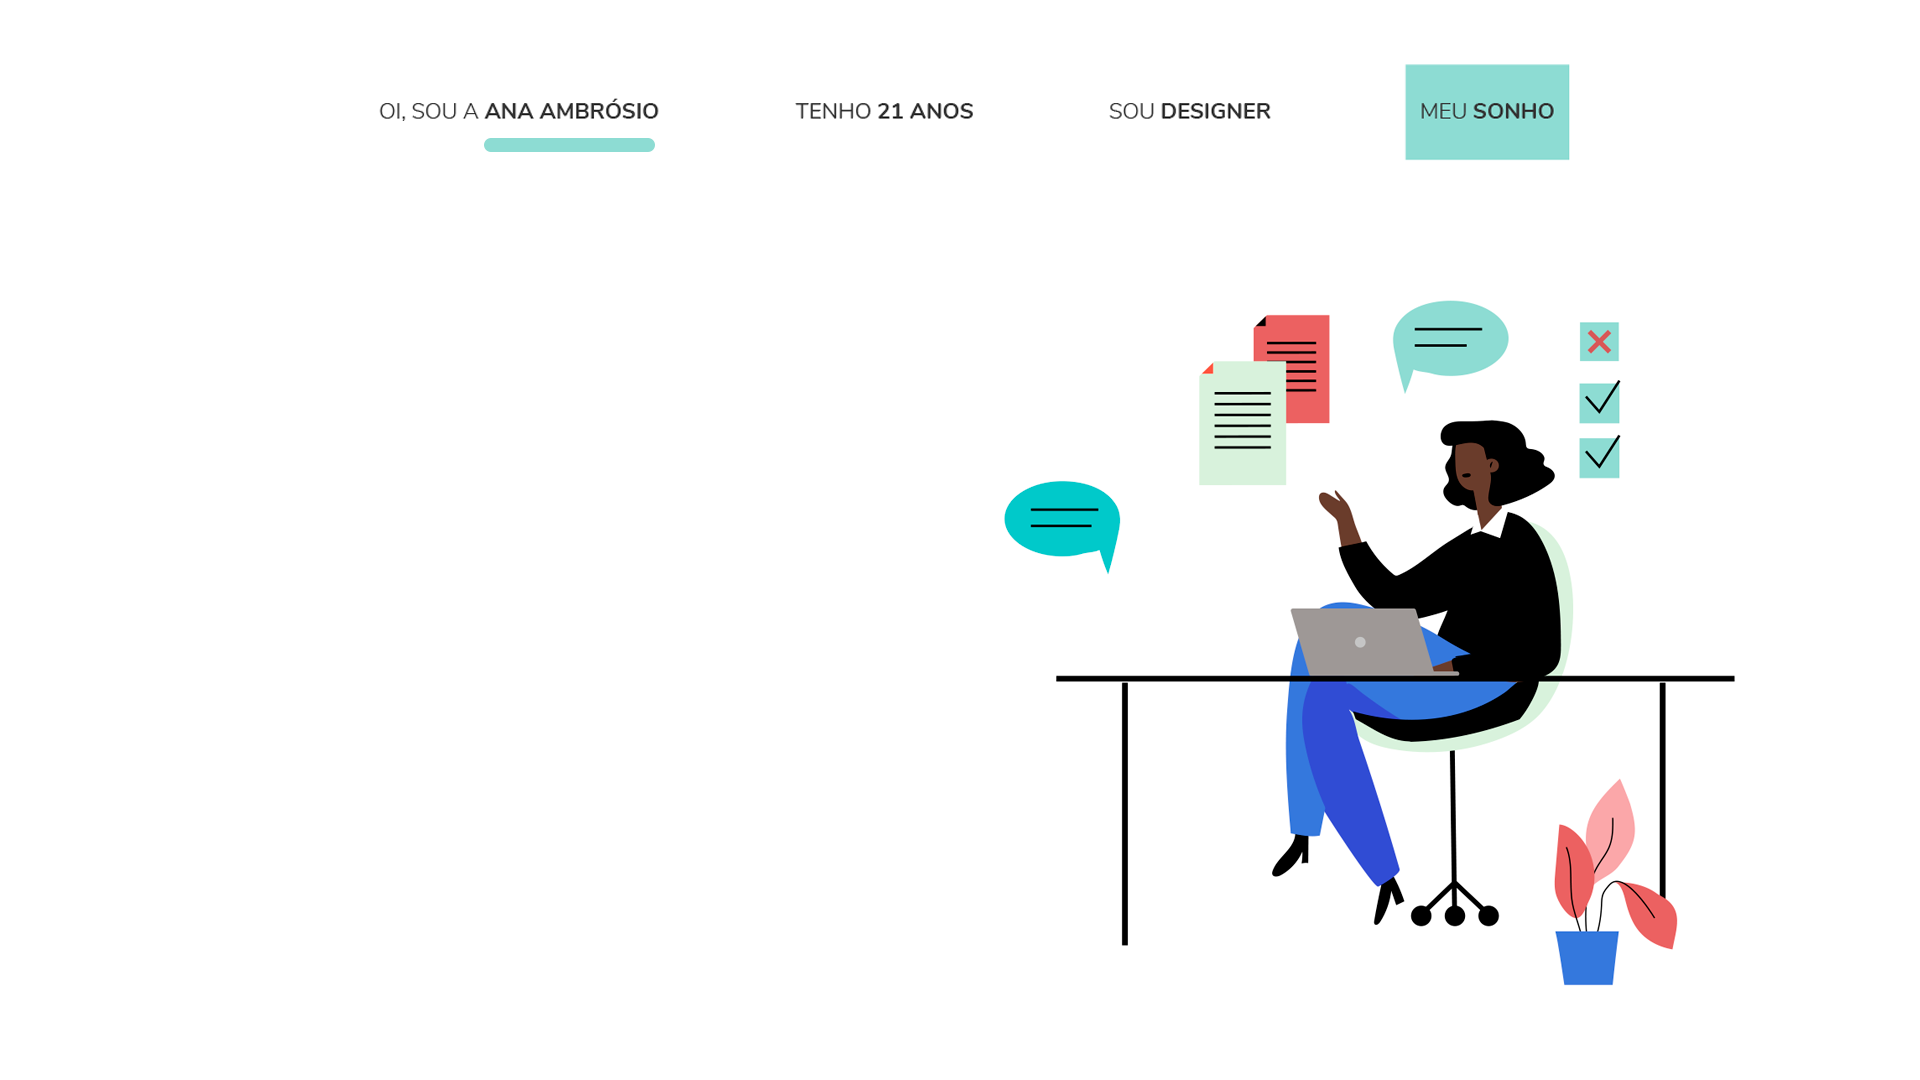 OI, SOU A ANA AMBRÓSIO
TENHO 21 ANOS
SOU DESIGNER
MEU SONHO